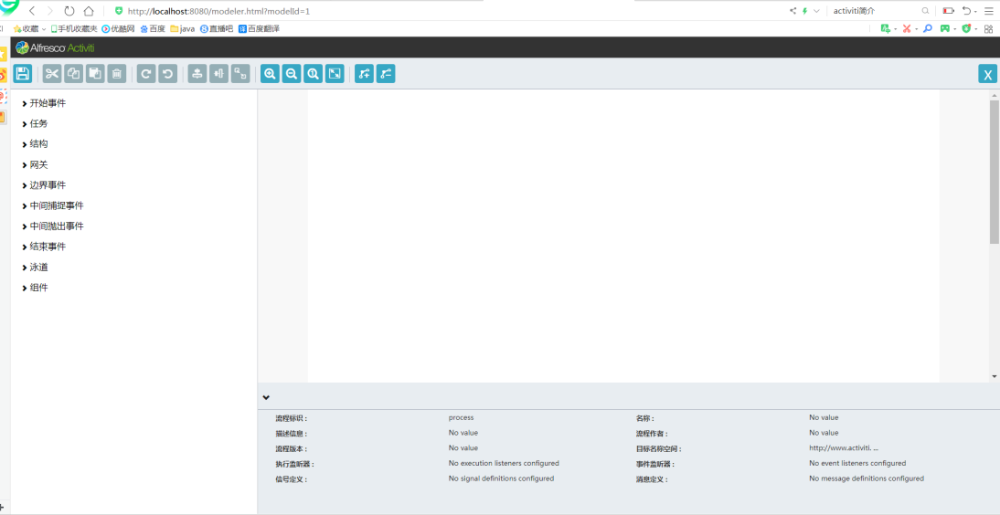 http://localhost:8080/modeler.html?modelId=1
activiti简介
收藏 手机收藏夹 优酷网 百度 java 直播吧 百度翻译
Alfresco Activiti
X
开始事件
任务
结构
网关
边界事件
中间捕捉事件
中间抛出事件
结束事件
泳道
组件
流程标识 : process 名称 : No value
描述信息 : No value 流程作者 : No value
流程版本 : No value 目标名称空间 : http://www.activiti. ...
执行监听器 : No execution listeners configured 事件监听器 : No event listeners configured
信号定义 : No signal definitions configured 消息定义 : No message definitions configured